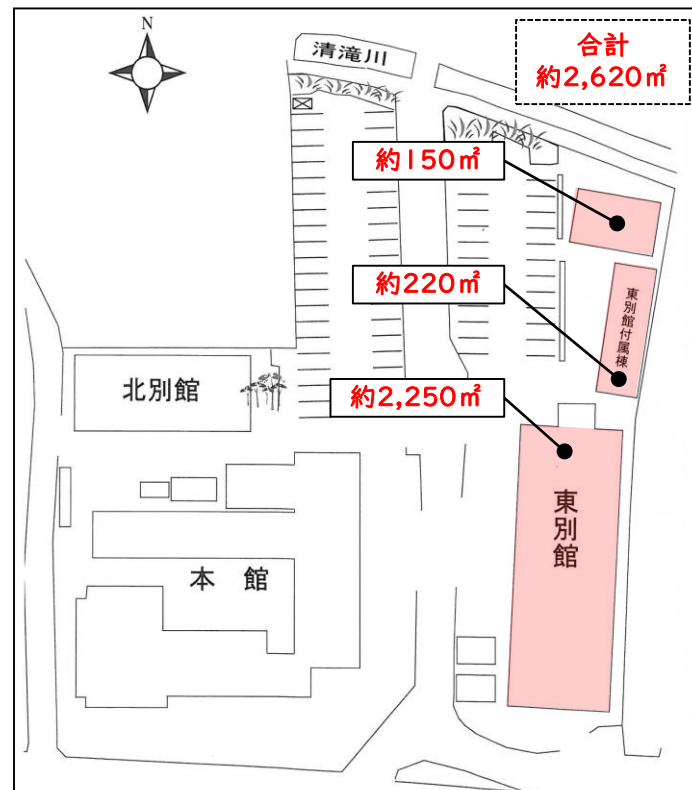 N
清滝川
合計
約2,620㎡
約150㎡
約220㎡
東別館付属棟
約2,250㎡
北別館
東別館
本 館